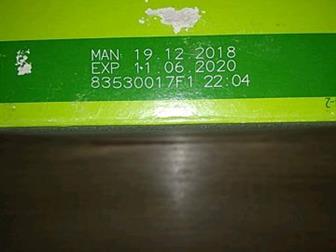 MAN 19 12 2018
EXP 11 06 2020
83530017F1 22:04